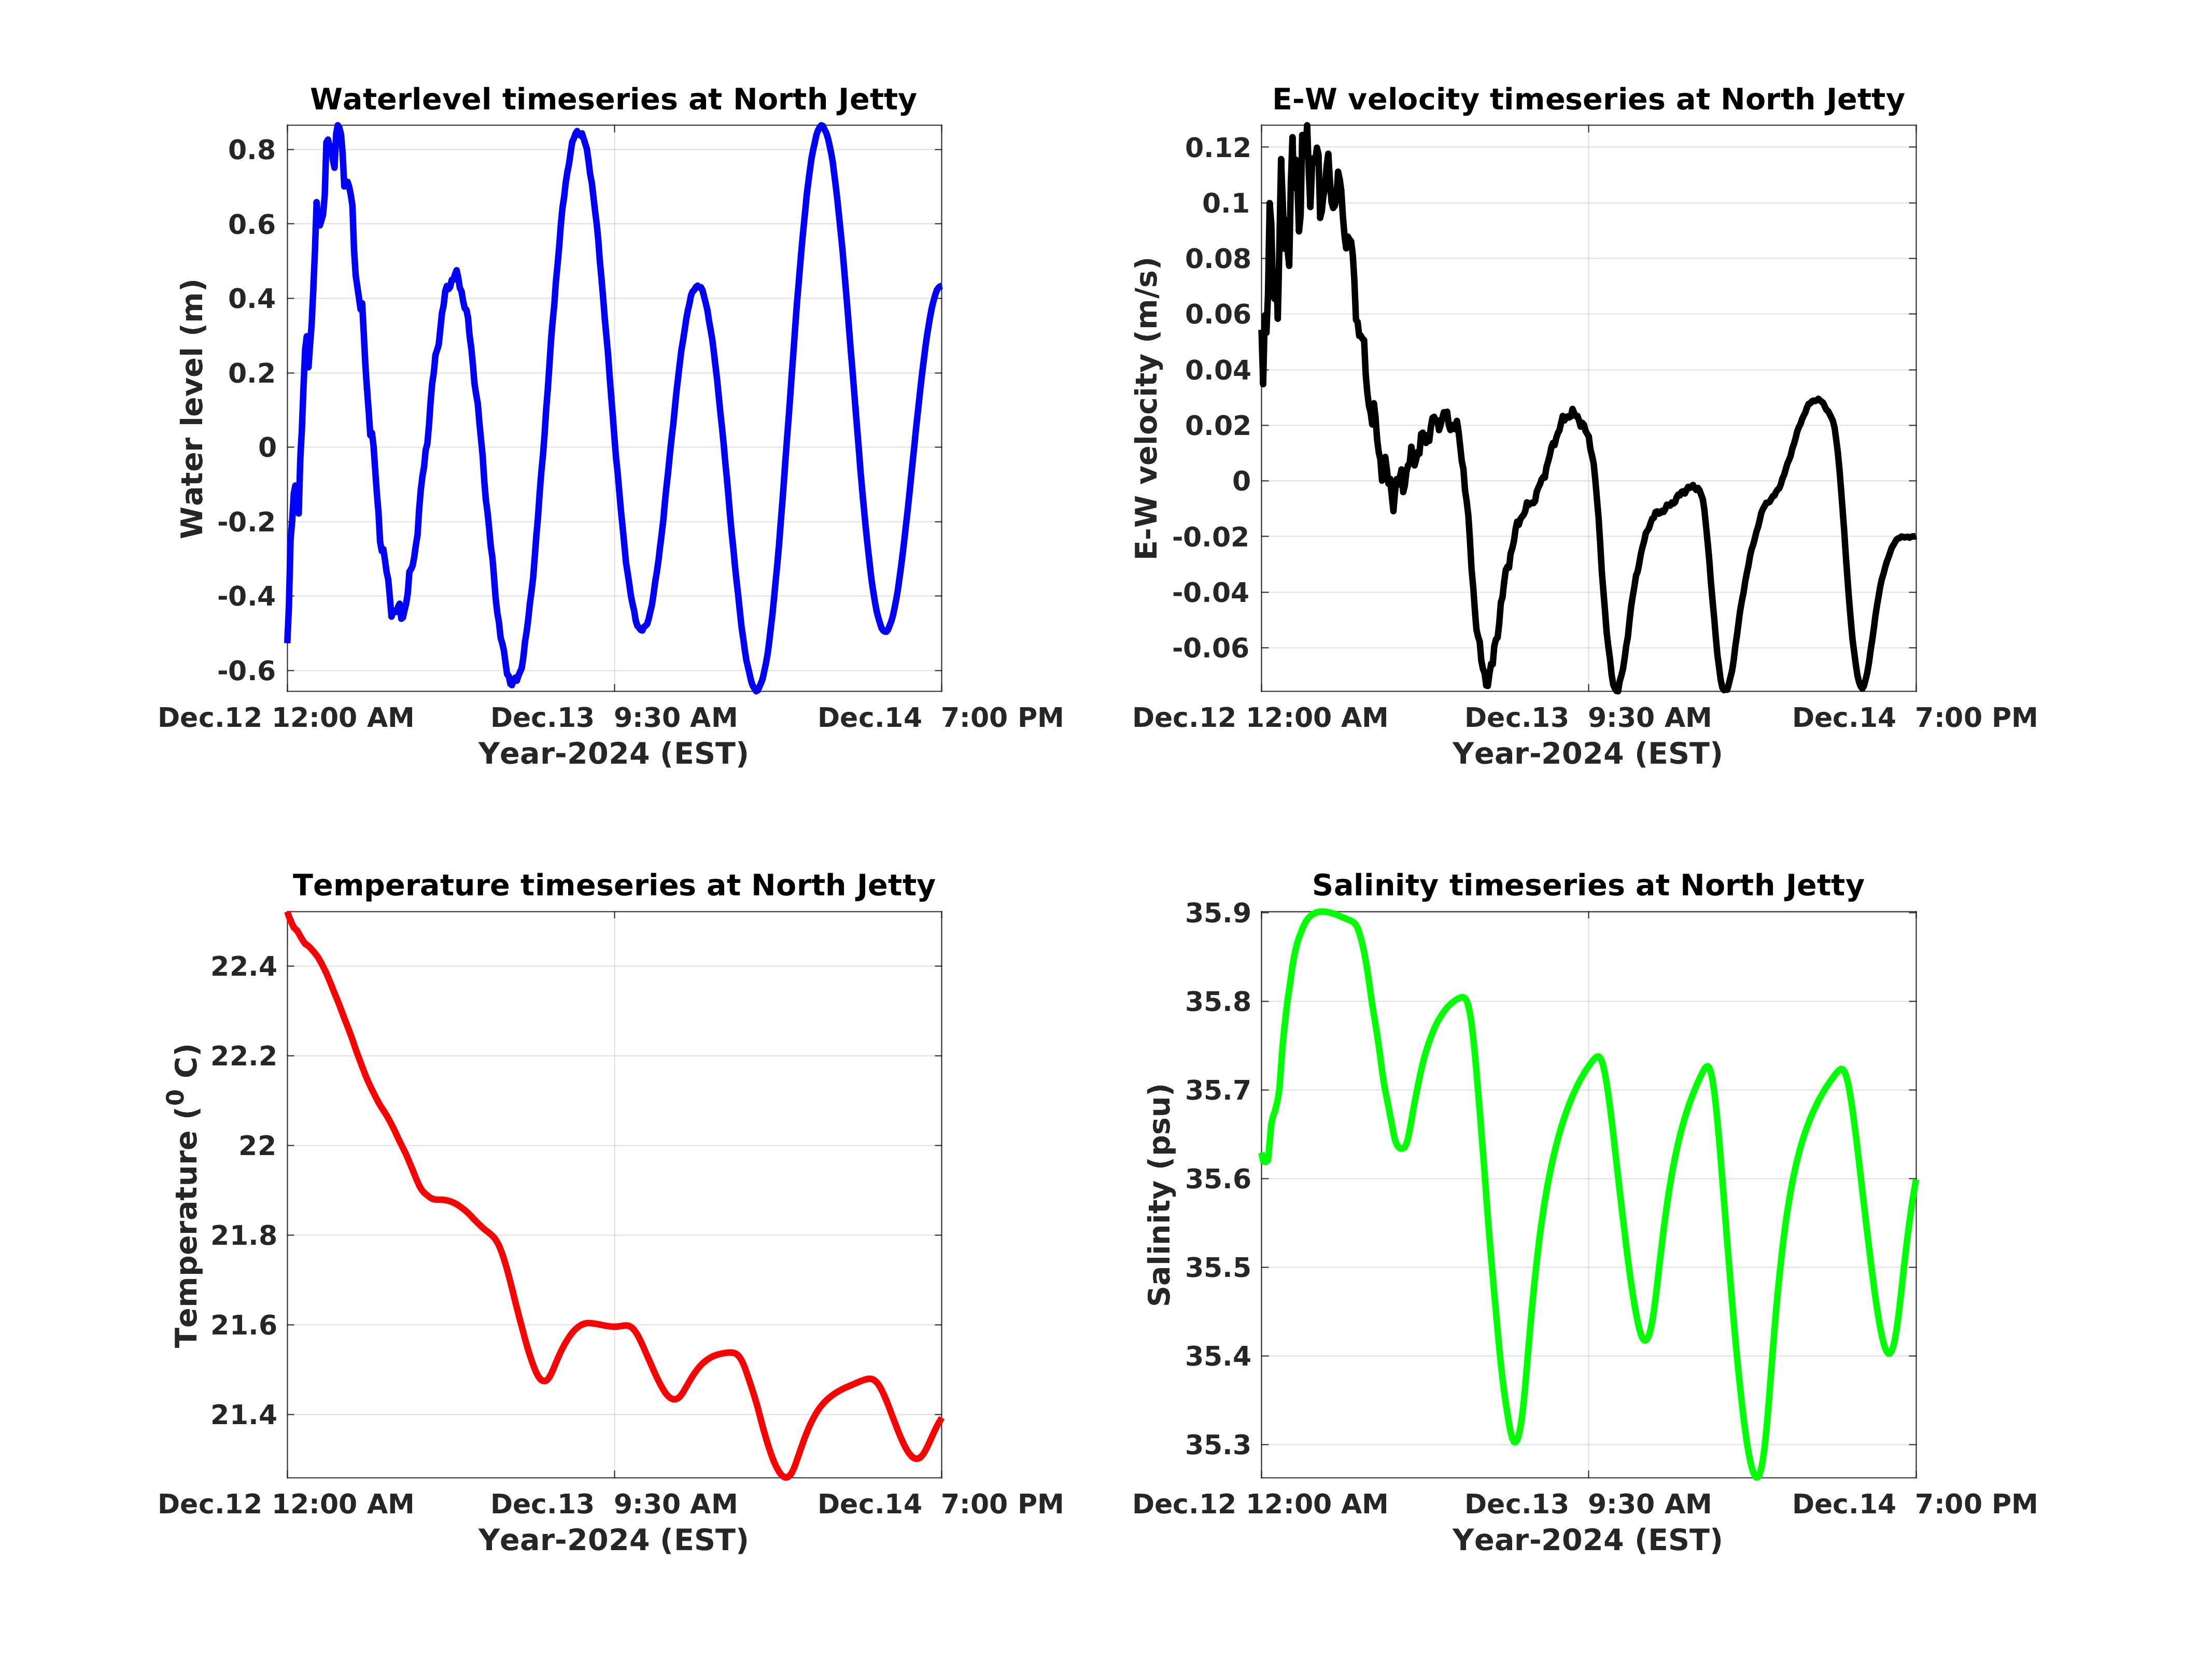 Waterlevel timeseries at North Jetty
0.8
0.6
0.4
0.2
0
-0.2
-0.4
-0.6
Water level (m)
Dec.12 12:00 AM Dec.13 9:30 AM Dec.14 7:00 PM
Year-2024 (EST)
E-W velocity timeseries at North Jetty
0.12
0.1
0.08
0.06
0.04
0.02
0
-0.02
-0.04
-0.06
E-W velocity (m/s)
Dec.12 12:00 AM Dec.13 9:30 AM Dec.14 7:00 PM
Year-2024 (EST)
Temperature timeseries at North Jetty
22.4
22.2
22
21.8
21.6
21.4
Temperature (⁰ C)
Dec.12 12:00 AM Dec.13 9:30 AM Dec.14 7:00 PM
Year-2024 (EST)
Salinity timeseries at North Jetty
35.9
35.8
35.7
35.6
35.5
35.4
35.3
Salinity (psu)
Dec.12 12:00 AM Dec.13 9:30 AM Dec.14 7:00 PM
Year-2024 (EST)